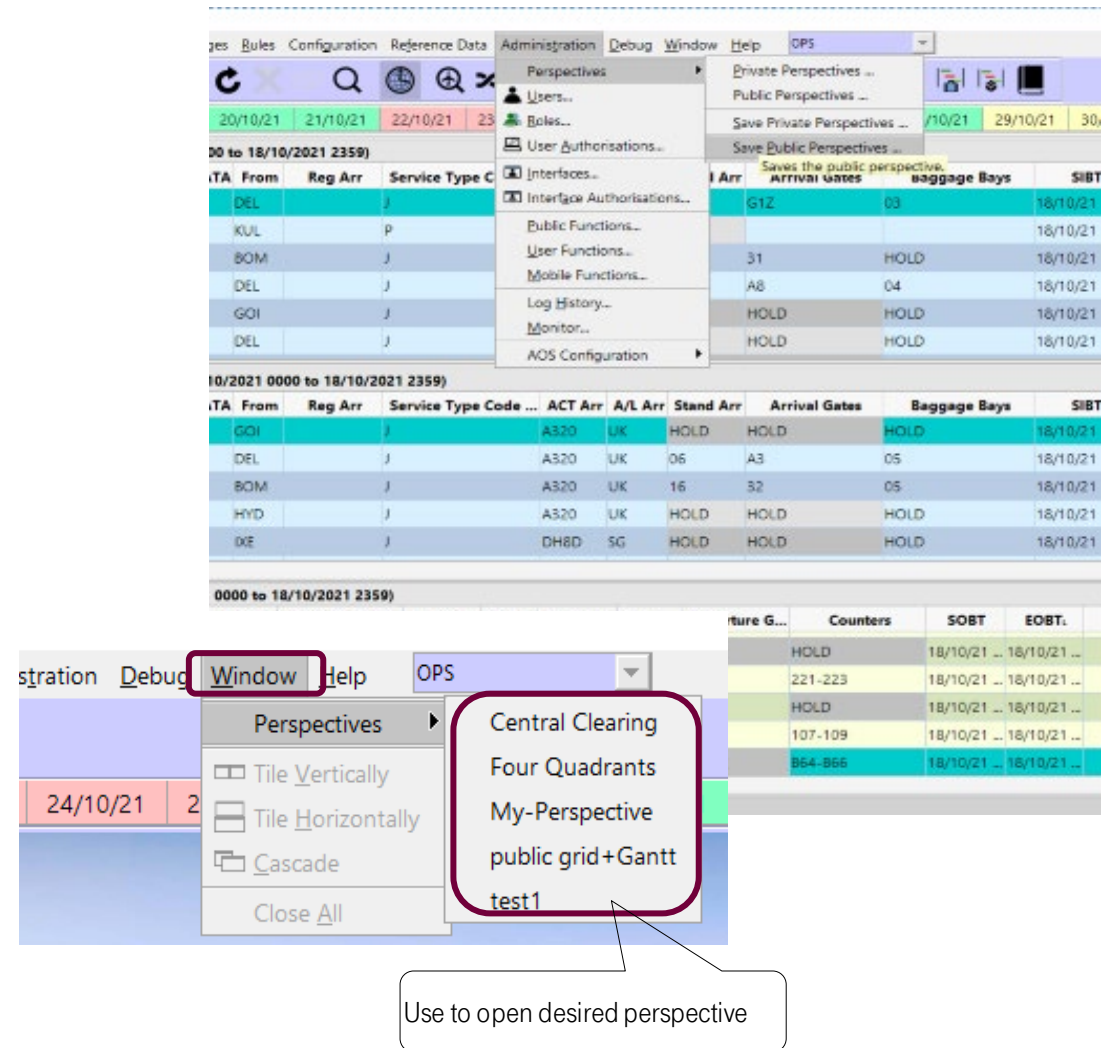 ges Rules Configuration Reference Data Administration Debug Window Help OPS
Perspectives
Users...
Roles...
User Authorisations...
Interfaces...
Interface Authorisations...
Public Functions...
User Functions...
Mobile Functions...
Log History...
Monitor...
AOS Configuration
Private Perspectives ...
Public Perspectives ...
Save Private Perspectives ...
Save Public Perspectives ...
Saves the public perspective.
20/10/21 21/10/21 22/10/21 23 /10/21 29/10/21 30/
00 to 18/10/2021 2359)
TA From Reg Arr Service Type C l Arr Arrival Gates Baggage Bays SIBT
DEL J G1Z 03 18/10/21
KUL P 18/10/21
BOM J 31 HOLD 18/10/21
DEL J A8 04 18/10/21
GOI J HOLD HOLD 18/10/21
DEL J HOLD HOLD 18/10/21
10/2021 0000 to 18/10/2021 2359)
TA From Reg Arr Service Type Code ... ACT Arr A/L Arr Stand Arr Arrival Gates Baggage Bays SIBT
GOI J A320 UK HOLD HOLD HOLD 18/10/21
DEL J A320 UK 06 A3 05 18/10/21
BOM J A320 UK 16 32 05 18/10/21
HYD J A320 UK HOLD HOLD HOLD 18/10/21
IXE J DH8D SG HOLD HOLD HOLD 18/10/21
0000 to 18/10/2021 2359)
ture G... Counters SOBT EOBT
HOLD 18/10/21 ... 18/10/21 ...
221-223 18/10/21 ... 18/10/21 ...
HOLD 18/10/21 ... 18/10/21 ...
107-109 18/10/21 ... 18/10/21 ...
B64-B66 18/10/21 ... 18/10/21 ...
stration Debug Window Help OPS
Perspectives
Tile Vertically
Tile Horizontally
Cascade
Close All
Central Clearing
Four Quadrants
My-Perspective
public grid+Gantt
test1
24/10/21 2
Use to open desired perspective